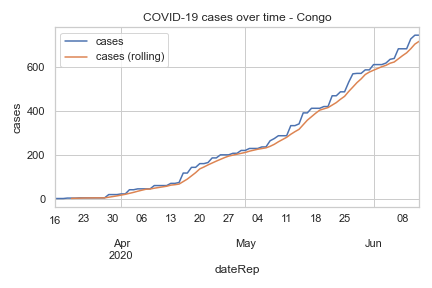 COVID-19 cases over time - Congo
cases
cases (rolling)
cases
600
400
200
0
16 23 30 06 13 20 27 04 11 18 25 08
Apr May Jun
2020
dateRep